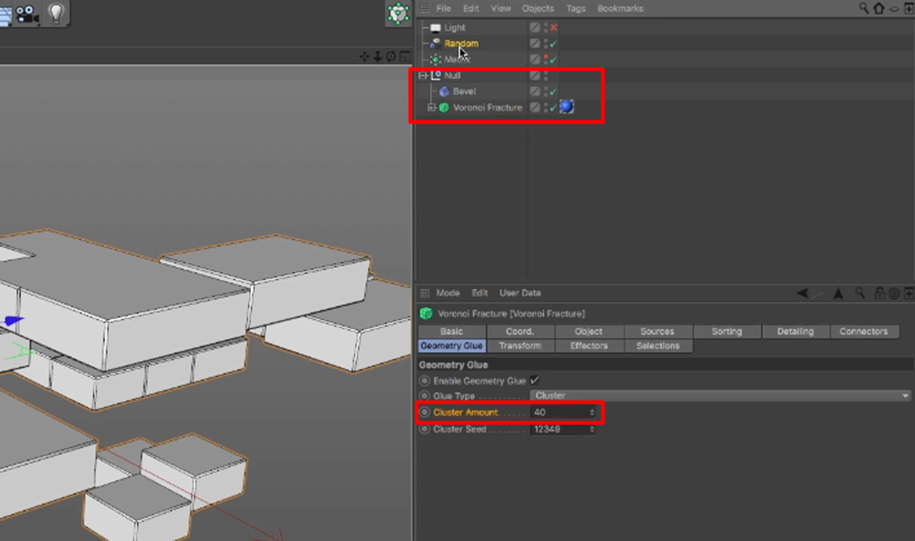 File Edit View Objects Tags Bookmarks
Light
Random
Matrix
Null
Bevel
Voronoi Fracture
Mode Edit User Data
Voronoi Fracture [Voronoi Fracture]
Basic Coord. Object Sources Sorting Detailing Connectors
Geometry Glue Transform Effectors Selections
Geometry Glue
Enable Geometry Glue
Glue Type Cluster
Cluster Amount. . . . . . 40
Cluster Seed . . . . . . . . . 12348